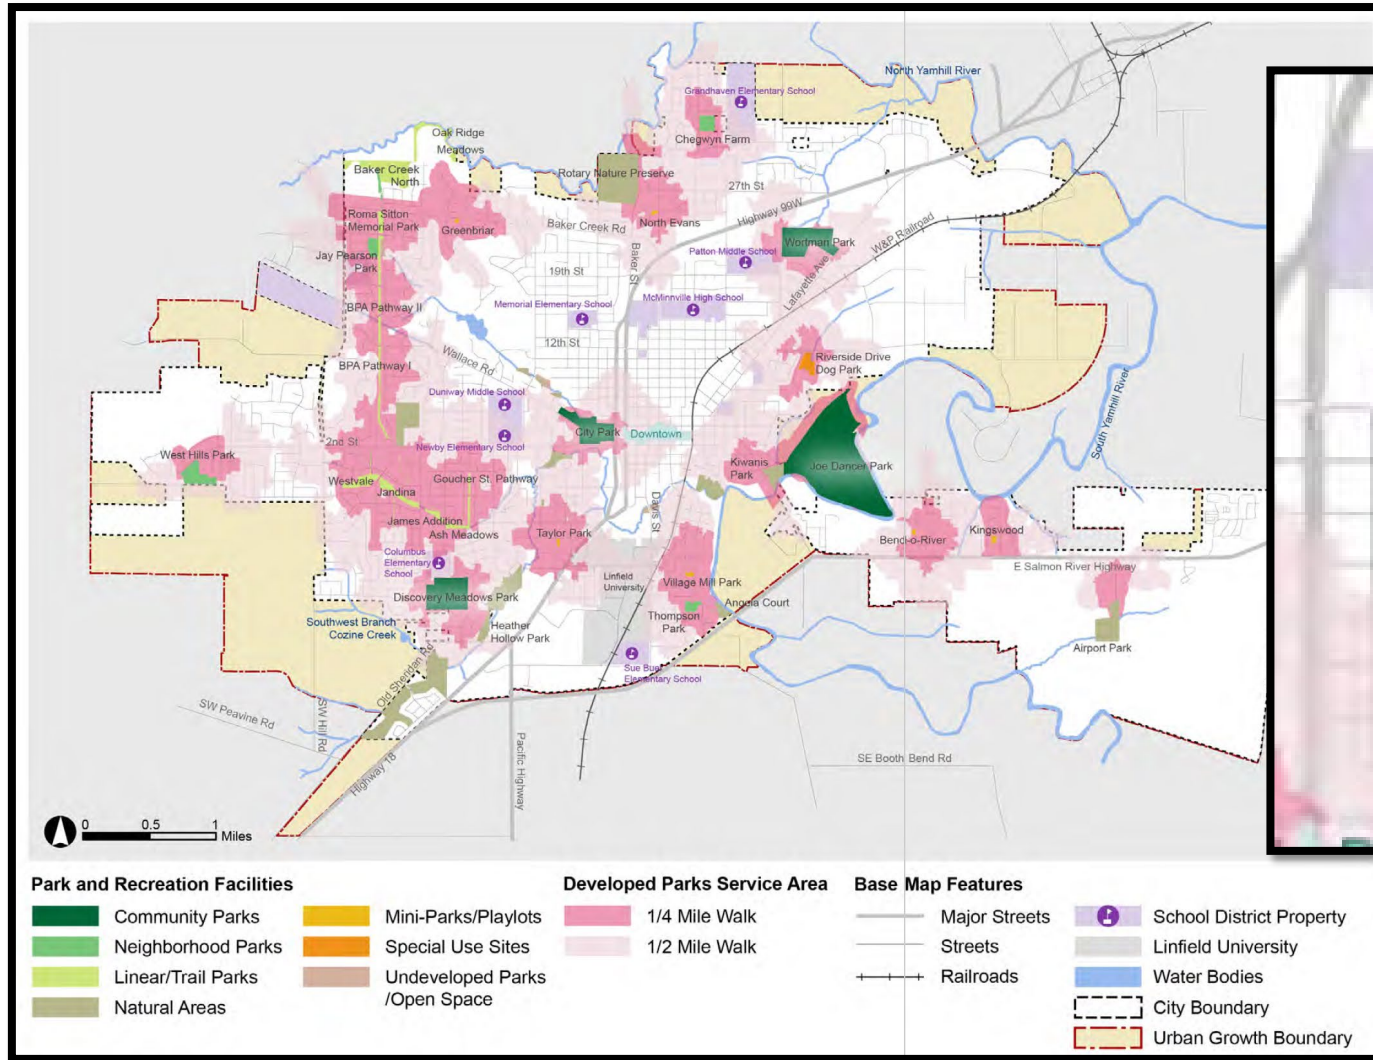 North Yamhill River
Grandhaven Elementary School
Chegwyn Farm
Oak Ridge
Meadows
Baker Creek
North
Rotary Nature Preserve
27th St
Highway 99W
Roma Sitton
Memorial Park
Greenbriar
Baker Creek Rd
North Evans
Wortman Park
W&P Railroad
Jay Pearson
Park
Baker St
Patton Middle School
19th St
Lafayette Ave
BPA Pathway II
Memorial Elementary School
McMinnville High School
12th St
Wallace Rd
BPA Pathway I
Riverside Drive
Dog Park
South Yamhill River
Duniway Middle School
City Park
Downtown
2nd St
Newby Elementary School
West Hills Park
Kiwanis
Park
Joe Dancer Park
Westvale
Goucher St. Pathway
Jandina
Davis St
James Addition
Ash Meadows
Taylor Park
Bend-o-River
Kingswood
Columbus
Elementary
School
E Salmon River Highway
Linfield
University
Village Mill Park
Discovery Meadows Park
Angela Court
Southwest Branch
Cozine Creek
Heather
Hollow Park
Thompson
Park
Airport Park
Sue Buel
Elementary School
Old Sheridan Rd
SW Peavine Rd
SW Hill Rd
Highway 18
Pacific Highway
SE Booth Bend Rd
0 0.5 1
Miles
Park and Recreation Facilities
Community Parks
Neighborhood Parks
Linear/Trail Parks
Natural Areas
Mini-Parks/Playlots
Special Use Sites
Undeveloped Parks
/Open Space
Developed Parks Service Area
1/4 Mile Walk
1/2 Mile Walk
Base Map Features
Major Streets
Streets
Railroads
School District Property
Linfield University
Water Bodies
City Boundary
Urban Growth Boundary